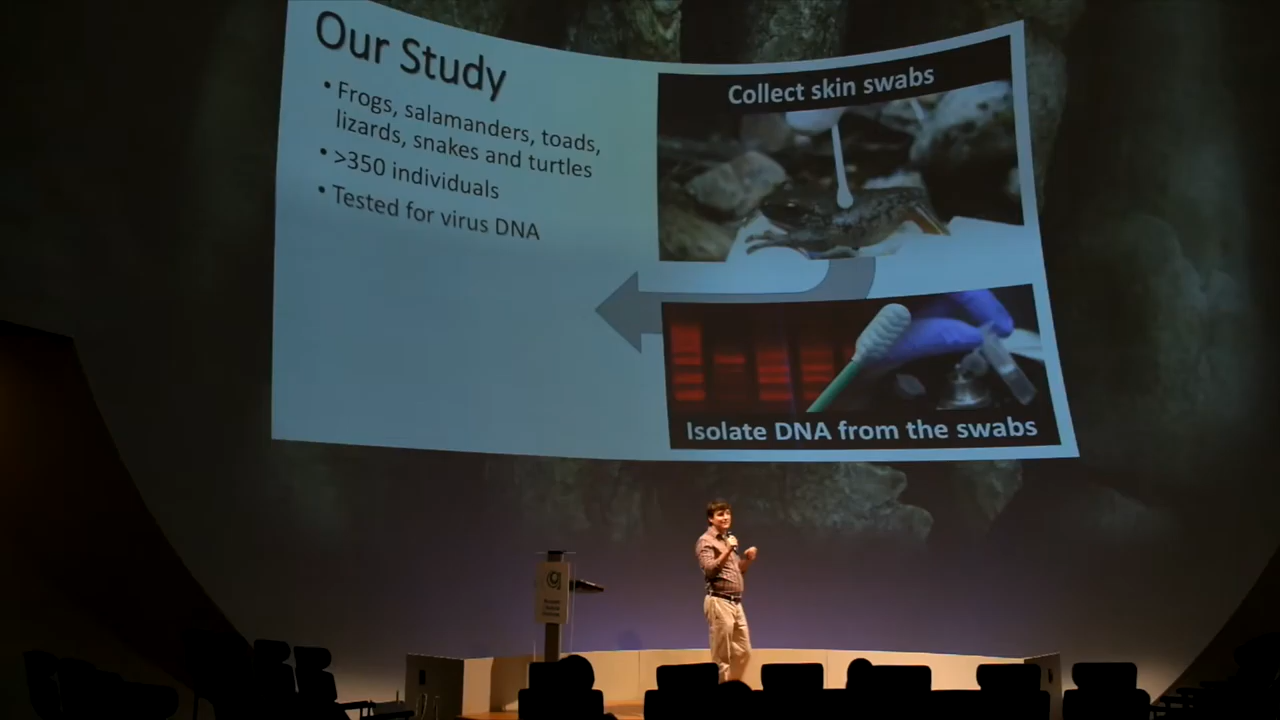 Our Study
• Frogs, salamanders, toads,
lizards, snakes and turtles
• >350 individuals
• Tested for virus DNA
Collect skin swabs
Isolate DNA from the swabs